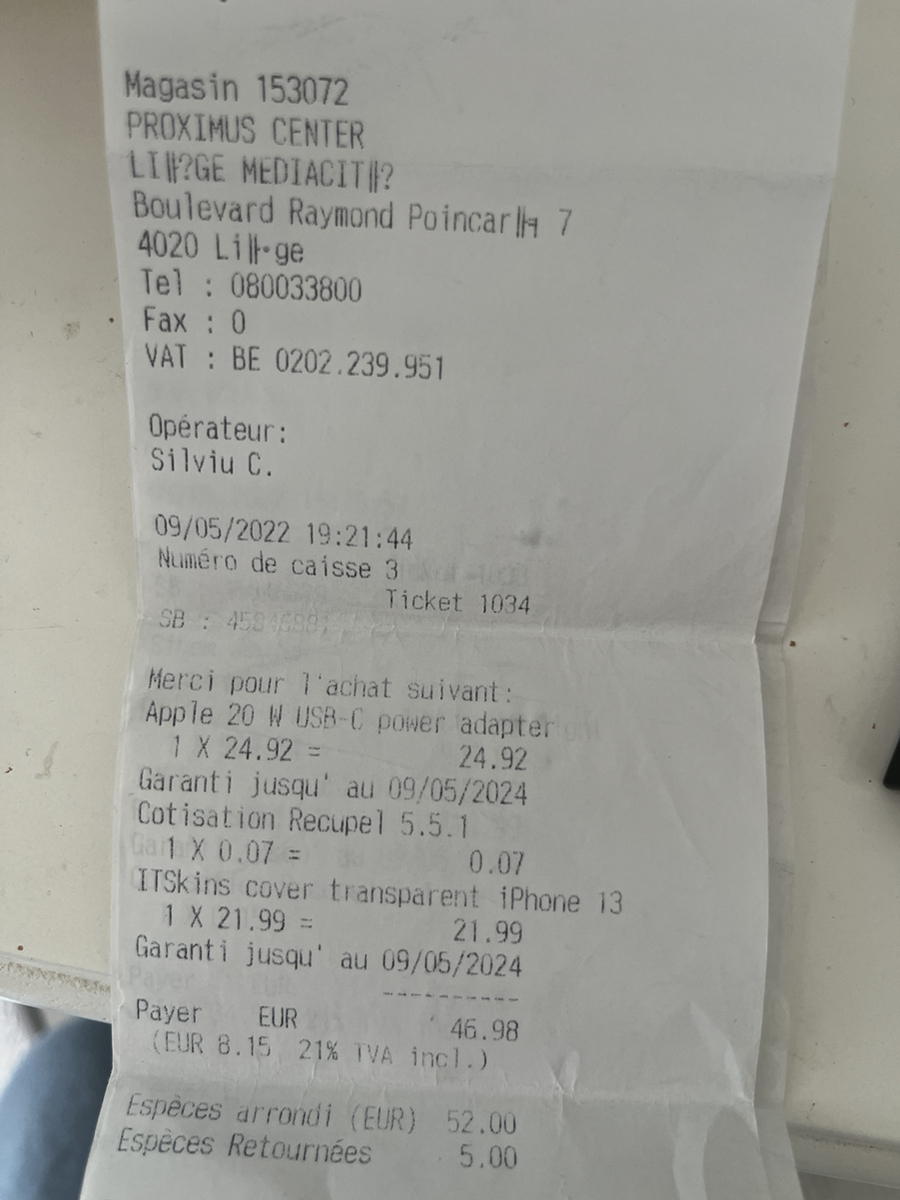 Magasin 153072
PROXIMUS CENTER
LI╠?GE MEDIACIT╠?
Boulevard Raymond Poincar╠╡ 7
4020 Li╠·ge
Tel : 080033800
Fax : 0
VAT : BE 0202.239.951
Opérateur:
Silviu C.
09/05/2022 19:21:44
Numéro de caisse 3
Ticket 1034
SB :
Merci pour l'achat suivant:
Apple 20 W USB-C power adapter
1 X 24.92 = 24.92
Garanti jusqu' au 09/05/2024
Cotisation Recupel 5.5.1
1 X 0.07 = 0.07
ITSkins cover transparent iPhone 13
1 X 21.99 = 21.99
Garanti jusqu' au 09/05/2024
----------
Payer EUR 46.98
(EUR 8.15 21% TVA incl.)
Espèces arrondi (EUR) 52.00
Espèces Retournées 5.00